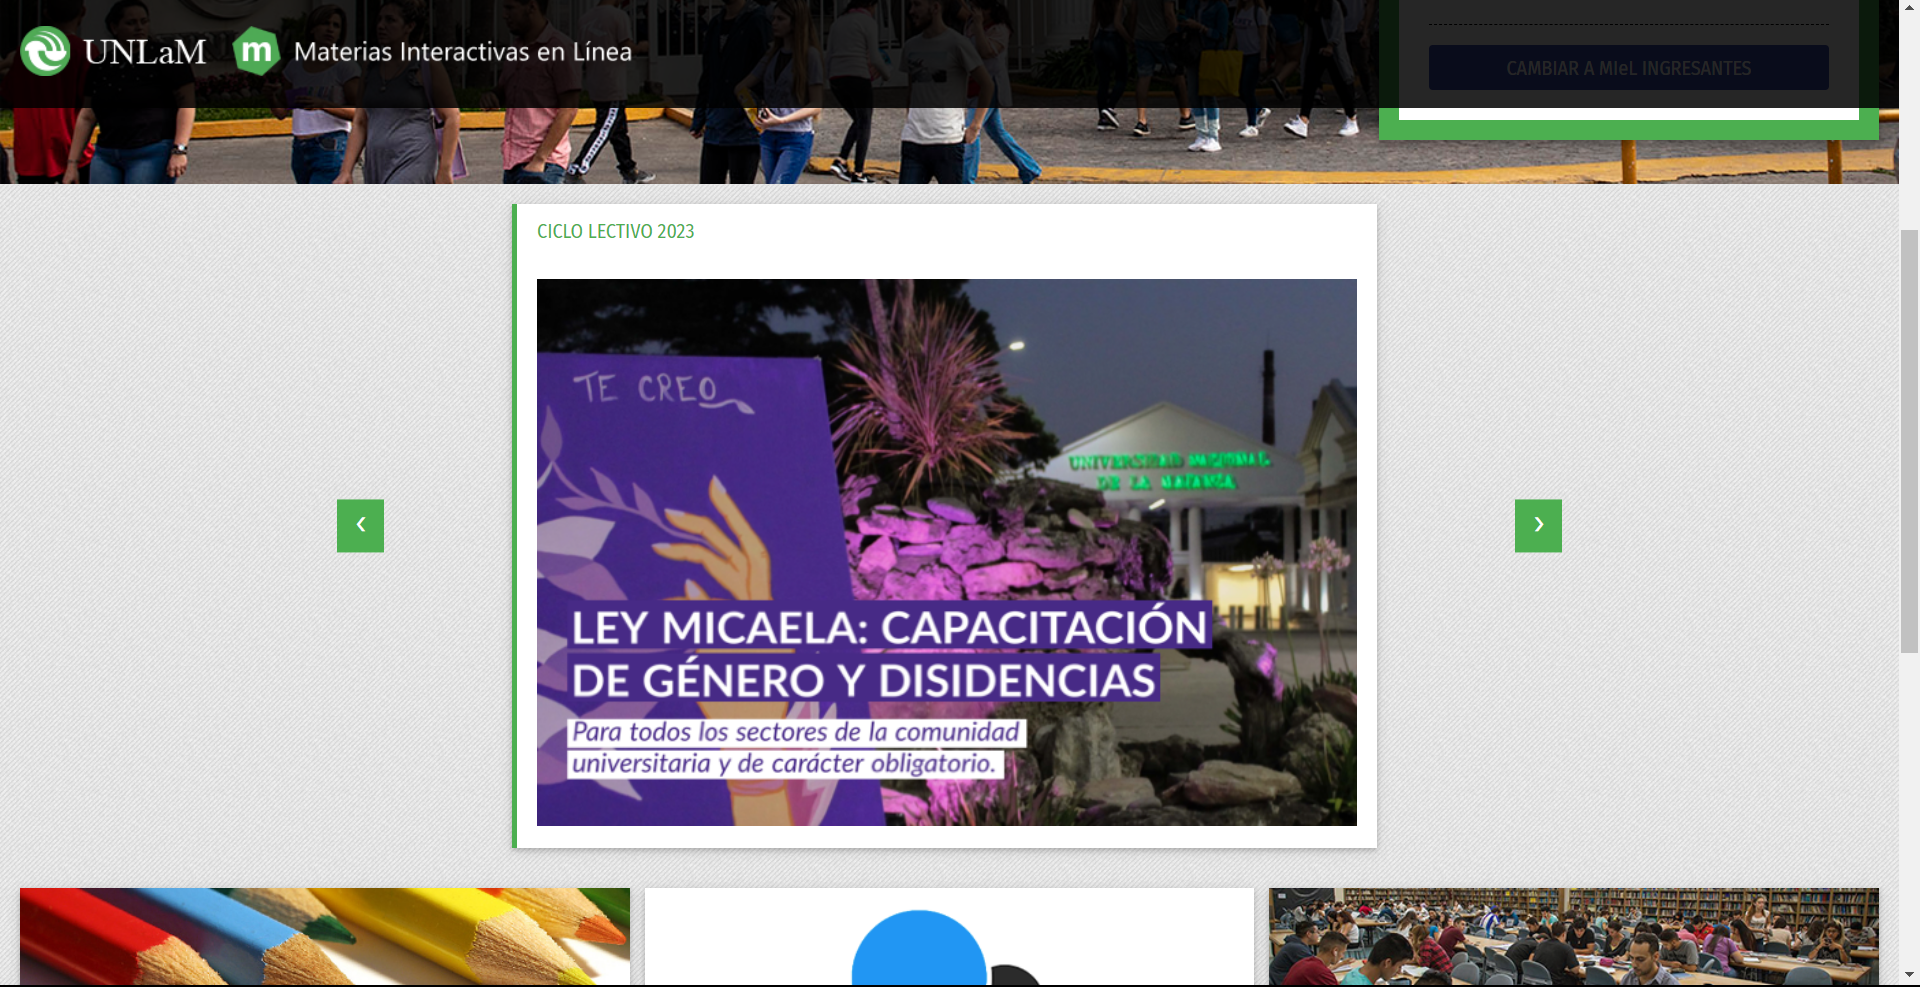 UNLaM
m Materias Interactivas en Línea
CAMBIAR A MIeL INGRESANTES
CICLO LECTIVO 2023
TE CREO
UNIVERSIDAD NACIONAL
DE LA MATANZA
LEY MICAELA: CAPACITACIÓN
DE GÉNERO Y DISIDENCIAS
Para todos los sectores de la comunidad
universitaria y de carácter obligatorio.